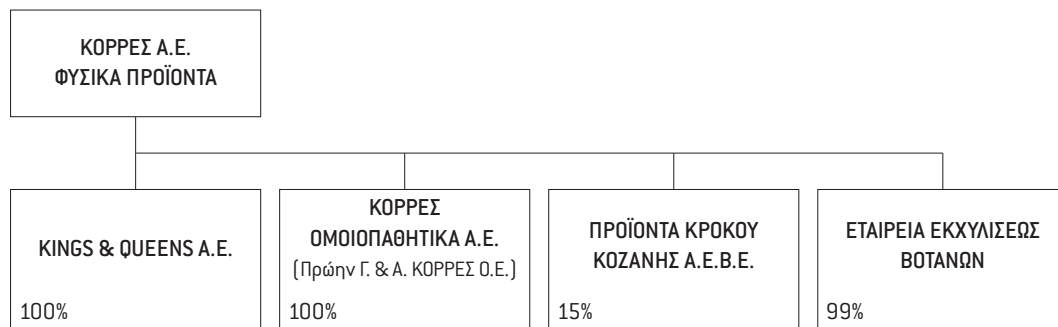 ΚΟΡΡΕΣ Α.Ε.
ΦΥΣΙΚΑ ΠΡΟΪΟΝΤΑ
KINGS & QUEENS A.E.
100%
ΚΟΡΡΕΣ
ΟΜΟΙΟΠΑΘΗΤΙΚΑ Α.Ε.
(Πρώην Γ. & Α. ΚΟΡΡΕΣ Ο.Ε.)
100%
ΠΡΟΪΟΝΤΑ ΚΡΟΚΟΥ
ΚΟΖΑΝΗΣ Α.Ε.Β.Ε.
15%
ΕΤΑΙΡΕΙΑ ΕΚΧΥΛΙΣΕΩΣ
ΒΟΤΑΝΩΝ
99%